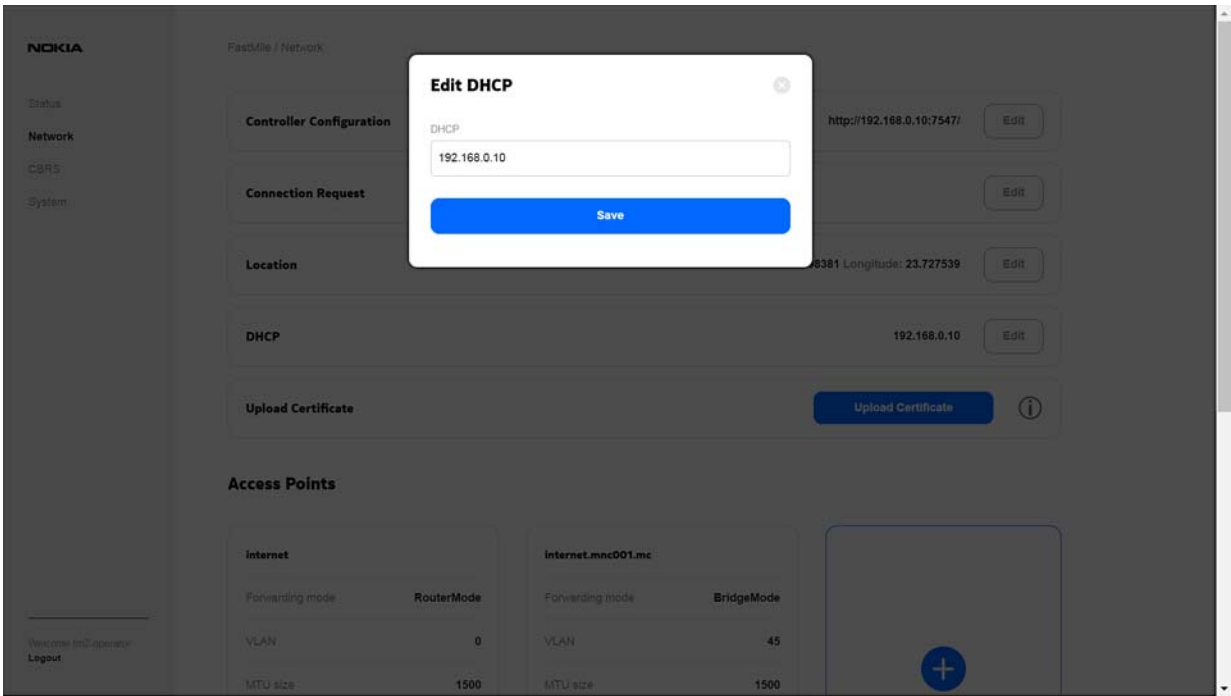 NOKIA
FastMile / Network
Status
Network
CBRS
System
Edit DHCP
DHCP
192.168.0.10
Save
Controller Configuration
http://192.168.0.10:7547/
Edit
Connection Request
Edit
Location
8381 Longitude: 23.727539
Edit
DHCP
192.168.0.10
Edit
Upload Certificate
Upload Certificate
Access Points
internet
Forwarding mode RouterMode
VLAN 0
MTU size 1500
internet.mnc001.mc
Forwarding mode BridgeMode
VLAN 45
MTU size 1500
Welcome
Logout